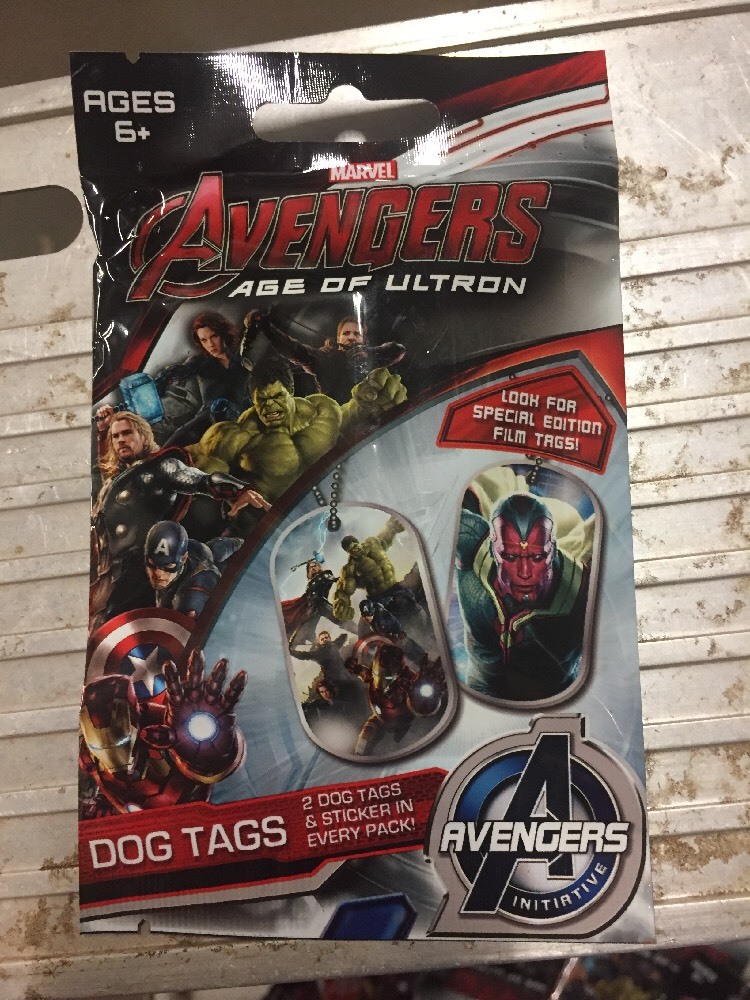 AGES
6+
MARVEL
AVENGERS
AGE OF ULTRON
LOOK FOR
SPECIAL EDITION
FILM TAGS!
A
DOG TAGS
2 DOG TAGS
& STICKER IN
EVERY PACK!
A
AVENGERS
INITIATIVE